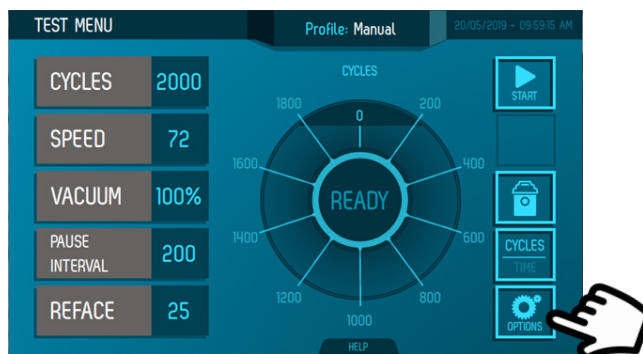 TEST MENU
Profile: Manual
20/05/2019 - 09:59:15 AM
CYCLES 2000
SPEED 72
VACUUM 100%
PAUSE
INTERVAL
200
REFACE 25
CYCLES
0
200
400
600
800
1000
1200
1400
1600
1800
READY
START
CYCLES
TIME
OPTIONS
HELP